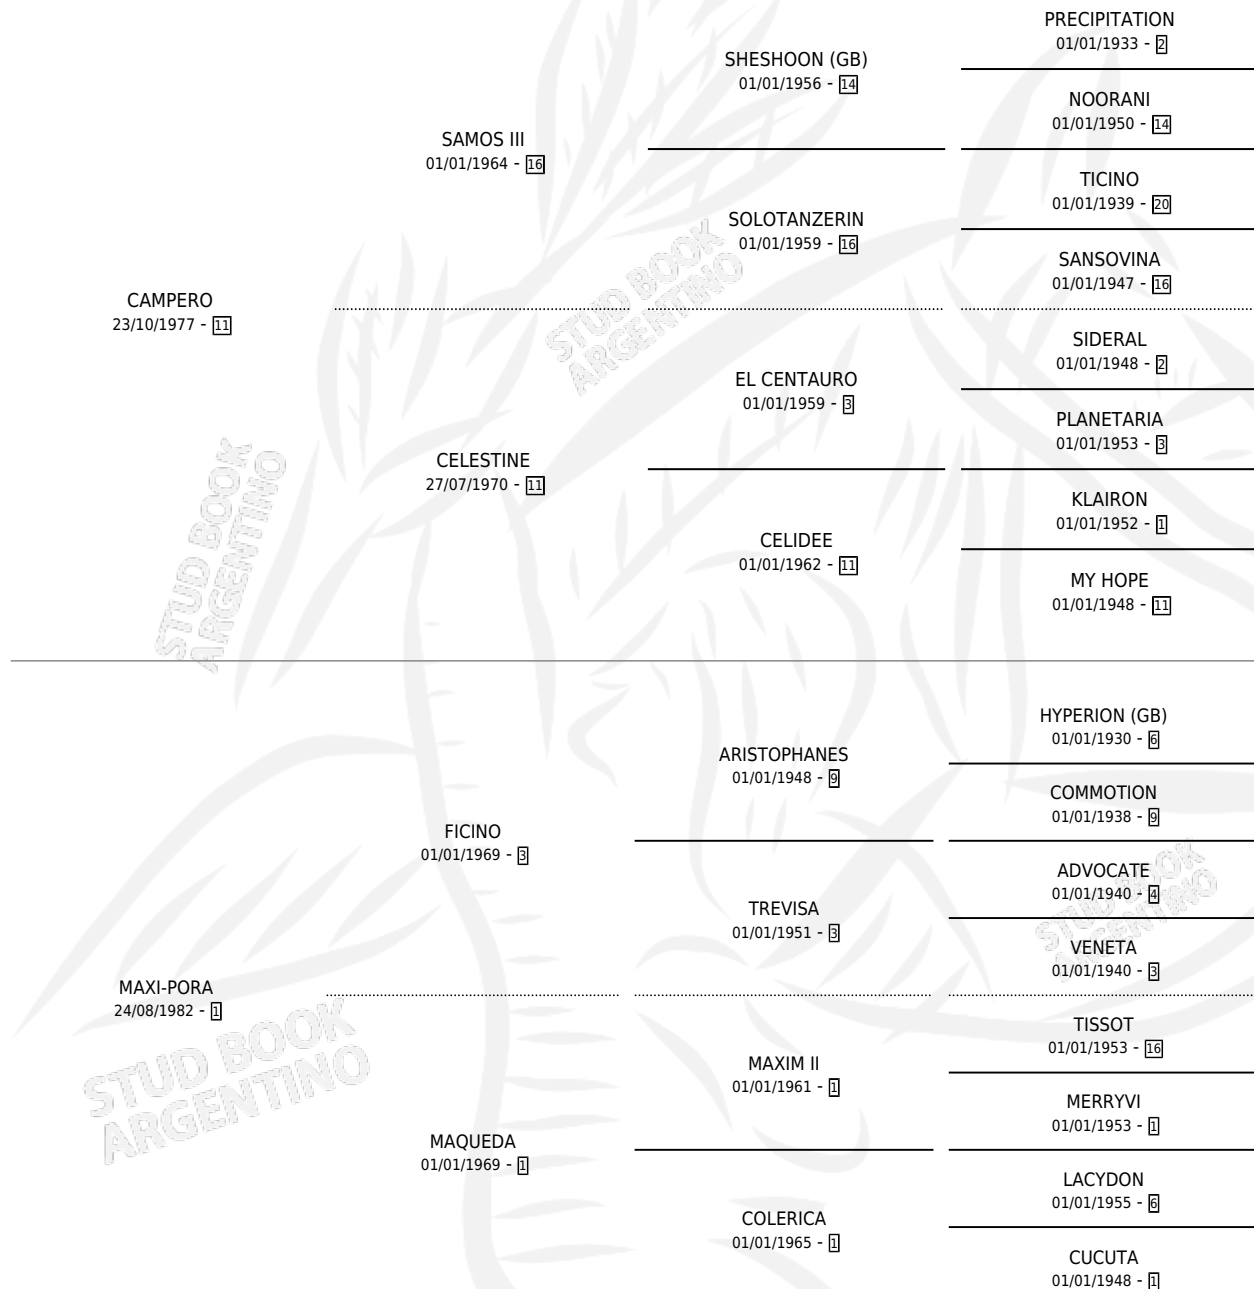 PRECIPITATION
01/01/1933 - 2
SHESHOON (GB)
01/01/1956 - 14
NOORANI
01/01/1950 - 14
SAMOS III
01/01/1964 - 16
TICINO
01/01/1939 - 20
SOLOTANZERIN
01/01/1959 - 16
SANSOVINA
01/01/1947 - 16
CAMPERO
23/10/1977 - 11
STUD BOOK
ARGENTINO
SIDERAL
01/01/1948 - 2
EL CENTAURO
01/01/1959 - 3
PLANETARIA
01/01/1953 - 3
CELESTINE
27/07/1970 - 11
KLAIRON
01/01/1952 - 1
CELIDEE
01/01/1962 - 11
MY HOPE
01/01/1948 - 11
STUD BOOK
ARGENTINO
HYPERION (GB)
01/01/1930 - 6
ARISTOPHANES
01/01/1948 - 9
COMMOTION
01/01/1938 - 9
FICINO
01/01/1969 - 3
ADVOCATE
01/01/1940 - 4
TREVISA
01/01/1951 - 3
VENETA
01/01/1940 - 3
STUD BOOK
ARGENTINO
MAXI-PORA
24/08/1982 - 1
TISSOT
01/01/1953 - 16
MAXIM II
01/01/1961 - 1
MERRYVI
01/01/1953 - 1
STUD BOOK
ARGENTINO
MAQUEDA
01/01/1969 - 1
LACYDON
01/01/1955 - 6
COLERICA
01/01/1965 - 1
CUCUTA
01/01/1948 - 1